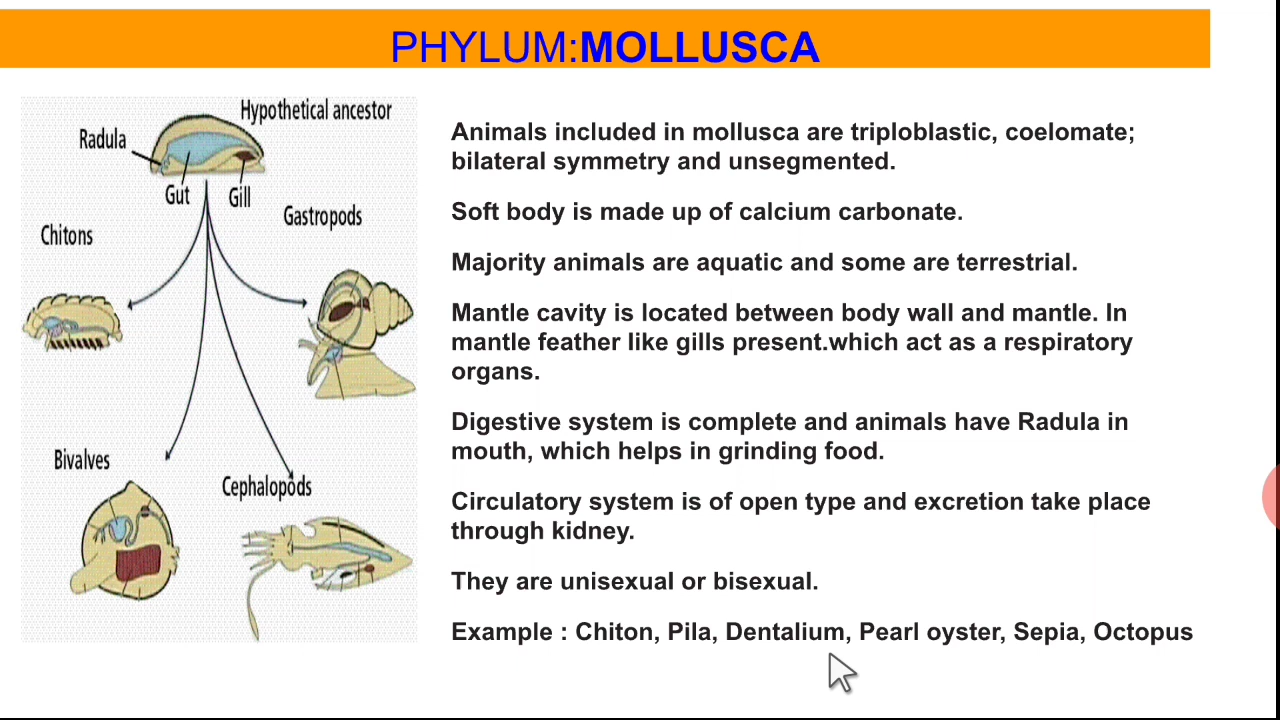 PHYLUM:MOLLUSCA
Hypothetical ancestor
Radula
Gut
Gill
Gastropods
Chitons
Bivalves
Cephalopods
Animals included in mollusca are triploblastic, coelomate;
bilateral symmetry and unsegmented.
Soft body is made up of calcium carbonate.
Majority animals are aquatic and some are terrestrial.
Mantle cavity is located between body wall and mantle. In
mantle feather like gills present.which act as a respiratory
organs.
Digestive system is complete and animals have Radula in
mouth, which helps in grinding food.
Circulatory system is of open type and excretion take place
through kidney.
They are unisexual or bisexual.
Example : Chiton, Pila, Dentalium, Pearl oyster, Sepia, Octopus